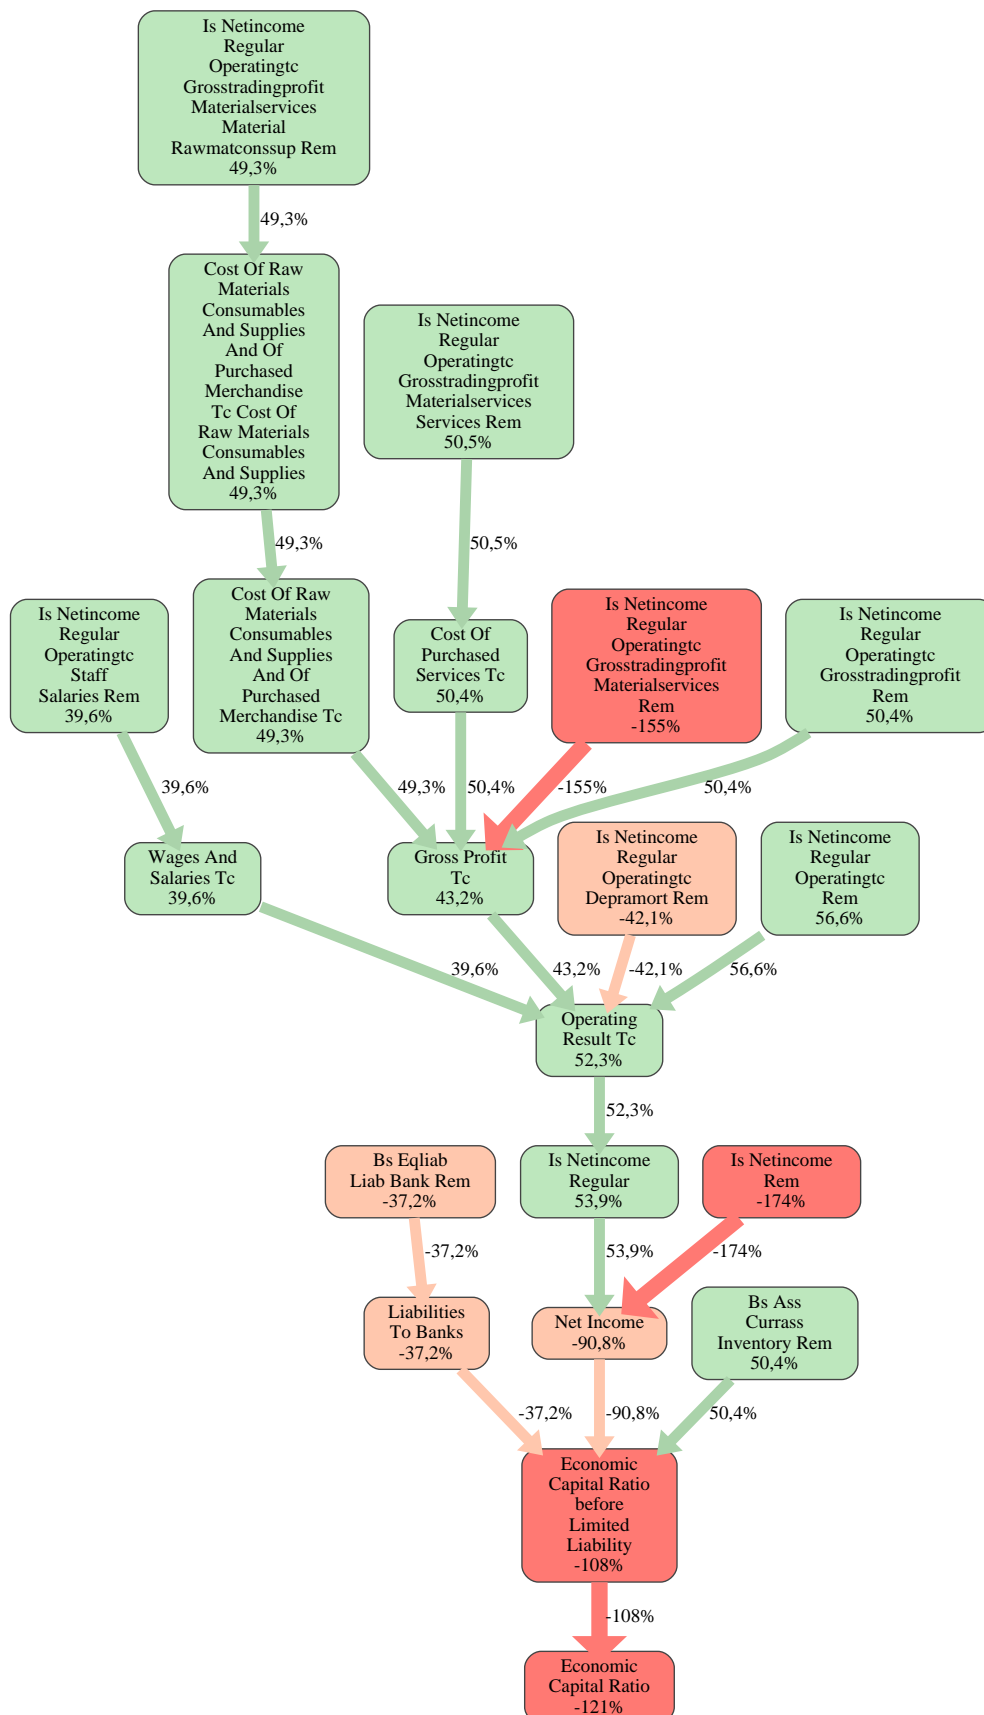 Is Netincome
Regular
Operatingtc
Grosstradingprofit
Materialservices
Material
Rawmatconssup Rem
49,3%
49,3%
Cost Of Raw
Materials
Consumables
And Supplies
And Of
Purchased
Merchandise
Tc Cost Of
Raw Materials
Consumables
And Supplies
49,3%
Is Netincome
Regular
Operatingtc
Grosstradingprofit
Materialservices
Services Rem
50,5%
49,3%
50,5%
Is Netincome
Regular
Operatingtc
Staff
Salaries Rem
39,6%
Cost Of Raw
Materials
Consumables
And Supplies
And Of
Purchased
Merchandise Tc
49,3%
Cost Of
Purchased
Services Tc
50,4%
Is Netincome
Regular
Operatingtc
Grosstradingprofit
Materialservices
Rem
-155%
Is Netincome
Regular
Operatingtc
Grosstradingprofit
Rem
50,4%
39,6%
49,3%
50,4%
-155%
50,4%
Wages And
Salaries Tc
39,6%
Gross Profit
Tc
43,2%
Is Netincome
Regular
Operatingtc
Depramort Rem
-42,1%
Is Netincome
Regular
Operatingtc
Rem
56,6%
39,6%
43,2%
-42,1%
56,6%
Operating
Result Tc
52,3%
52,3%
Bs Eqliab
Liab Bank Rem
-37,2%
Is Netincome
Regular
53,9%
Is Netincome
Rem
-174%
-37,2%
53,9%
-174%
Liabilities
To Banks
-37,2%
Net Income
-90,8%
Bs Ass
Currass
Inventory Rem
50,4%
-37,2%
-90,8%
50,4%
Economic
Capital Ratio
before
Limited
Liability
-108%
-108%
Economic
Capital Ratio
-121%